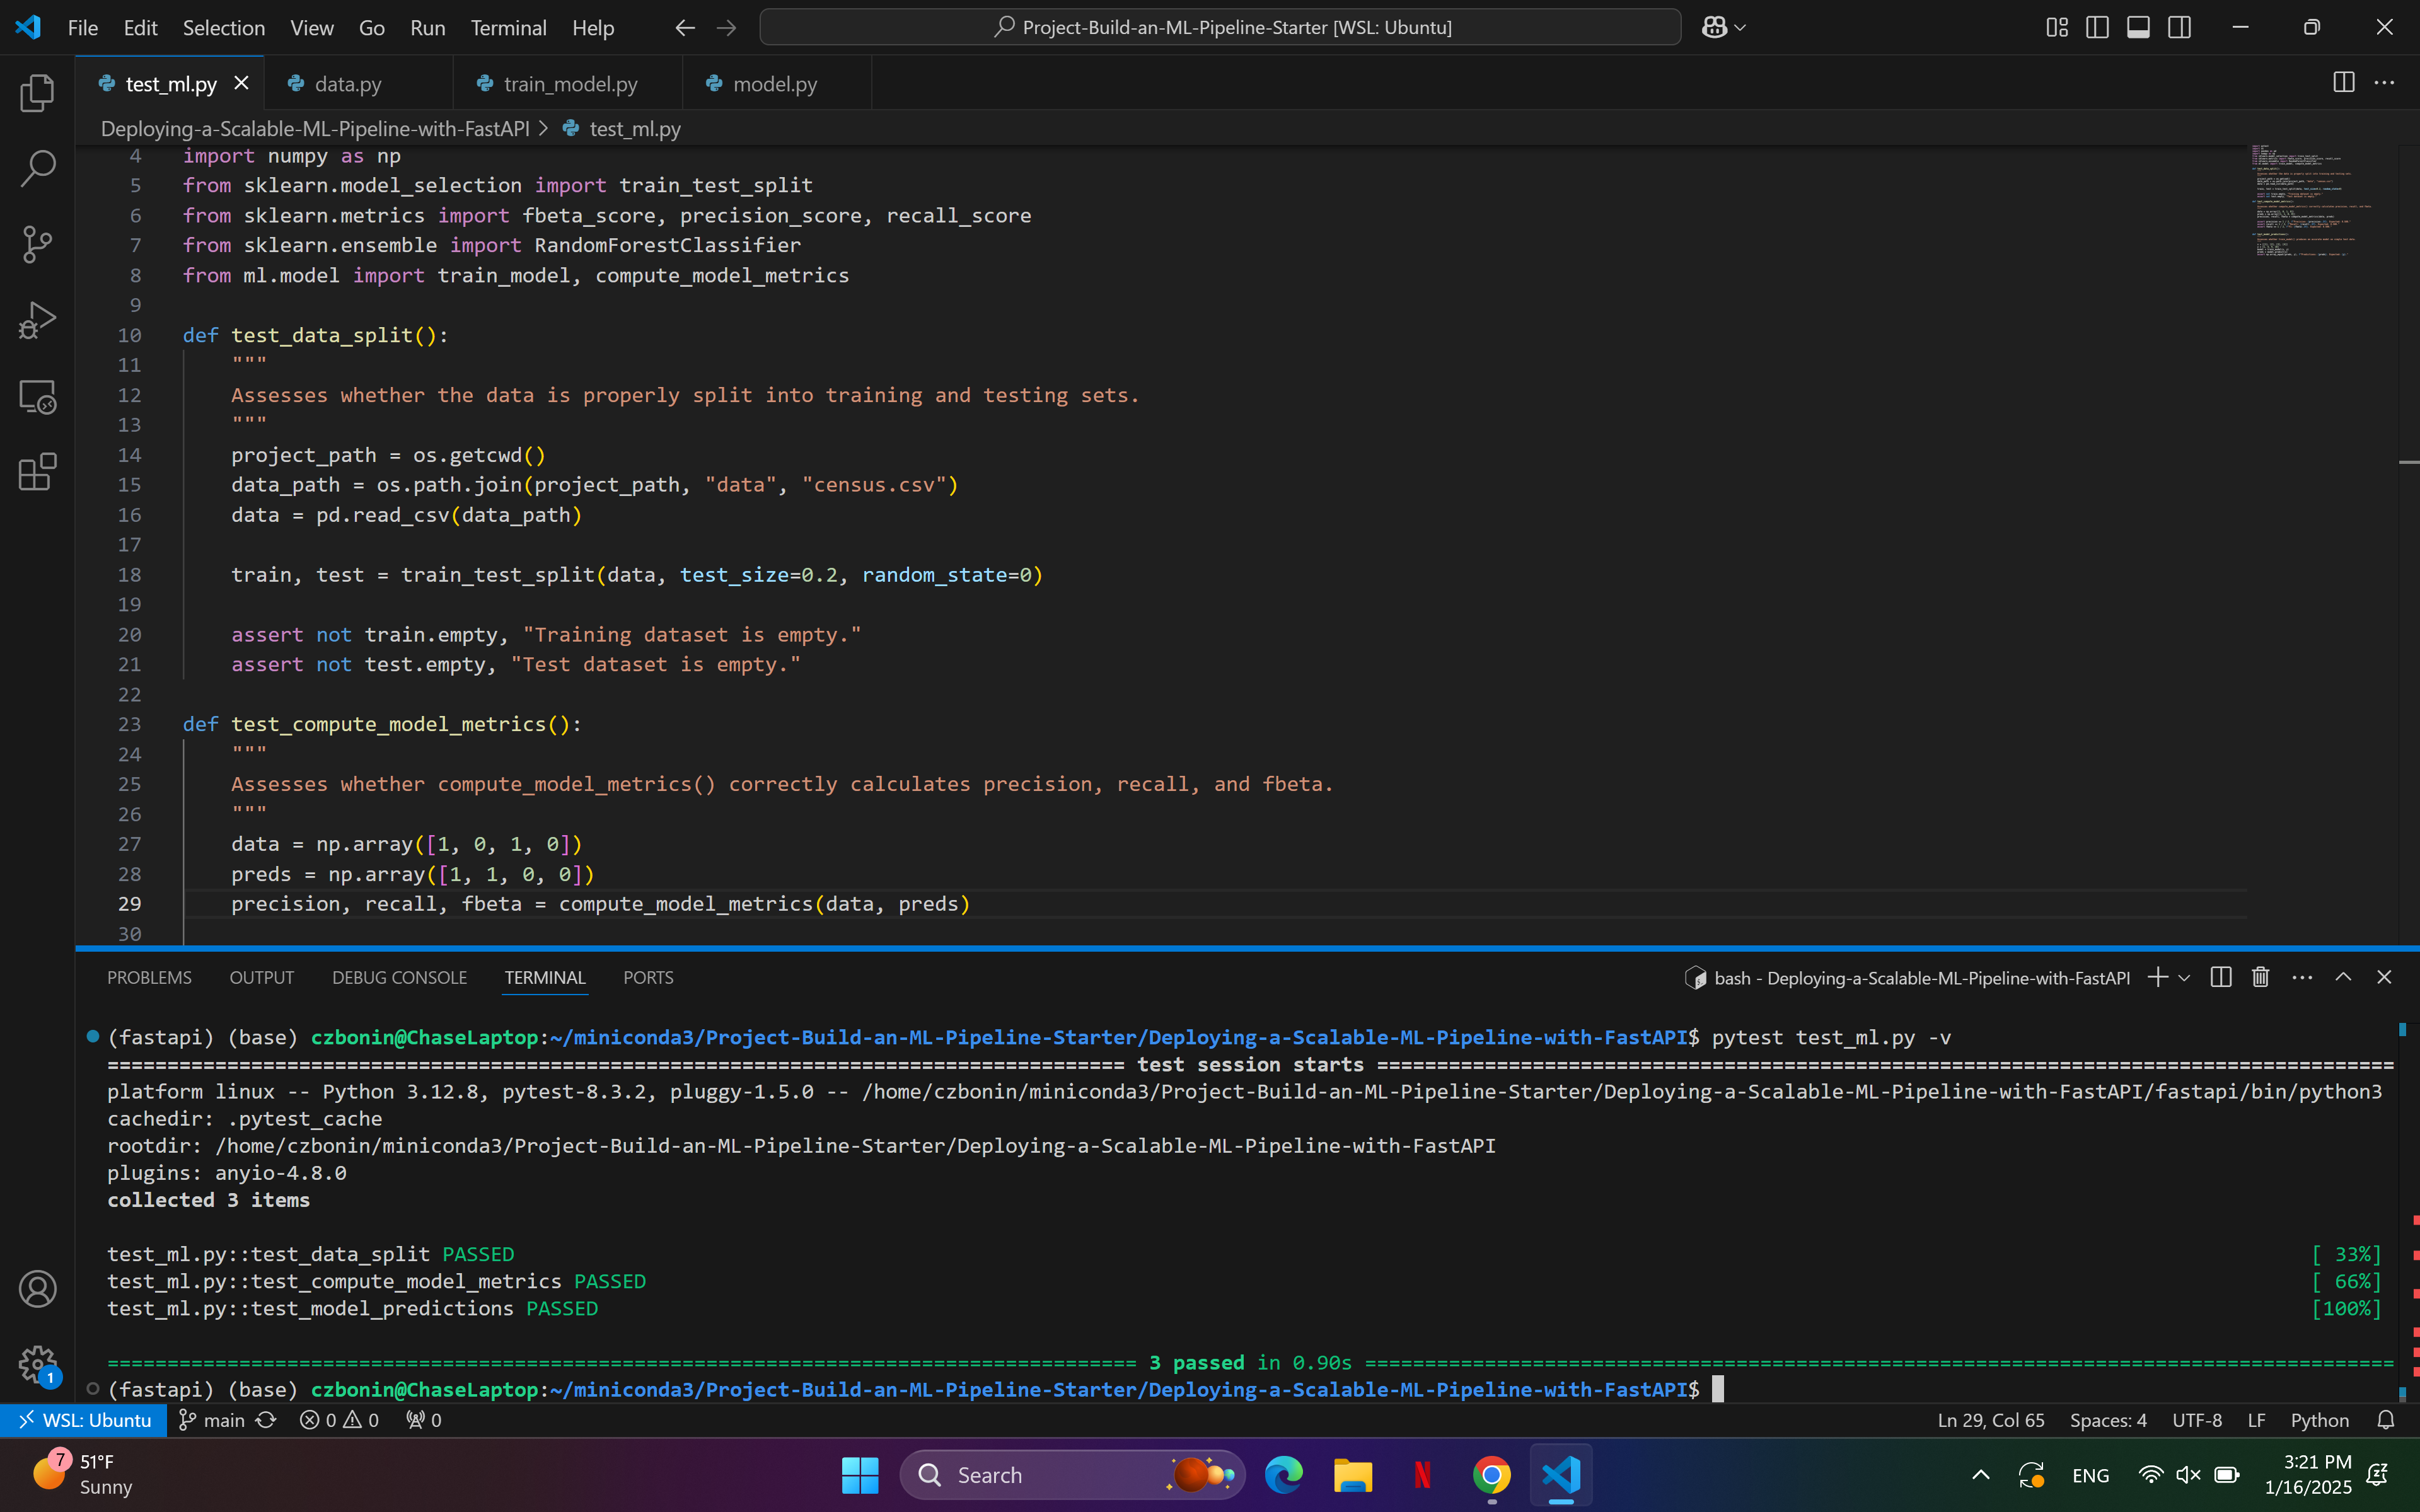 File Edit Selection View Go Run Terminal Help
Project-Build-an-ML-Pipeline-Starter [WSL: Ubuntu]
test_ml.py data.py train_model.py model.py
Deploying-a-Scalable-ML-Pipeline-with-FastAPI > test_ml.py
4 import numpy as np
5 from sklearn.model_selection import train_test_split
6 from sklearn.metrics import fbeta_score, precision_score, recall_score
7 from sklearn.ensemble import RandomForestClassifier
8 from ml.model import train_model, compute_model_metrics
9
10 def test_data_split():
11     """
12     Assesses whether the data is properly split into training and testing sets.
13     """
14     project_path = os.getcwd()
15     data_path = os.path.join(project_path, "data", "census.csv")
16     data = pd.read_csv(data_path)
17
18     train, test = train_test_split(data, test_size=0.2, random_state=0)
19
20     assert not train.empty, "Training dataset is empty."
21     assert not test.empty, "Test dataset is empty."
22
23 def test_compute_model_metrics():
24     """
25     Assesses whether compute_model_metrics() correctly calculates precision, recall, and fbeta.
26     """
27     data = np.array([1, 0, 1, 0])
28     preds = np.array([1, 1, 0, 0])
29     precision, recall, fbeta = compute_model_metrics(data, preds)
30
PROBLEMS OUTPUT DEBUG CONSOLE TERMINAL PORTS
bash - Deploying-a-Scalable-ML-Pipeline-with-FastAPI
(fastapi) (base) czbonin@ChaseLaptop:~/miniconda3/Project-Build-an-ML-Pipeline-Starter/Deploying-a-Scalable-ML-Pipeline-with-FastAPI$ pytest test_ml.py -v
===== test session starts =====
platform linux -- Python 3.12.8, pytest-8.3.2, pluggy-1.5.0 -- /home/czbonin/miniconda3/Project-Build-an-ML-Pipeline-Starter/Deploying-a-Scalable-ML-Pipeline-with-FastAPI/fastapi/bin/python3
cachedir: .pytest_cache
rootdir: /home/czbonin/miniconda3/Project-Build-an-ML-Pipeline-Starter/Deploying-a-Scalable-ML-Pipeline-with-FastAPI
plugins: anyio-4.8.0
collected 3 items
test_ml.py::test_data_split PASSED [ 33%]
test_ml.py::test_compute_model_metrics PASSED [ 66%]
test_ml.py::test_model_predictions PASSED [100%]
===== 3 passed in 0.90s =====
(fastapi) (base) czbonin@ChaseLaptop:~/miniconda3/Project-Build-an-ML-Pipeline-Starter/Deploying-a-Scalable-ML-Pipeline-with-FastAPI$
1
WSL: Ubuntu main 0 0 0 Ln 29, Col 65 Spaces: 4 UTF-8 LF Python
7 51°F
Sunny
Search
ENG
3:21 PM
1/16/2025